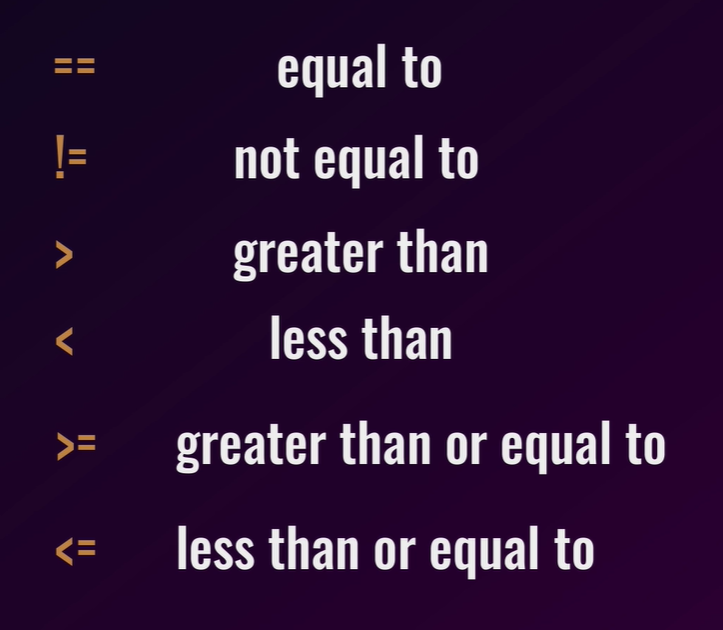 == equal to
!= not equal to
> greater than
< less than
>= greater than or equal to
<= less than or equal to